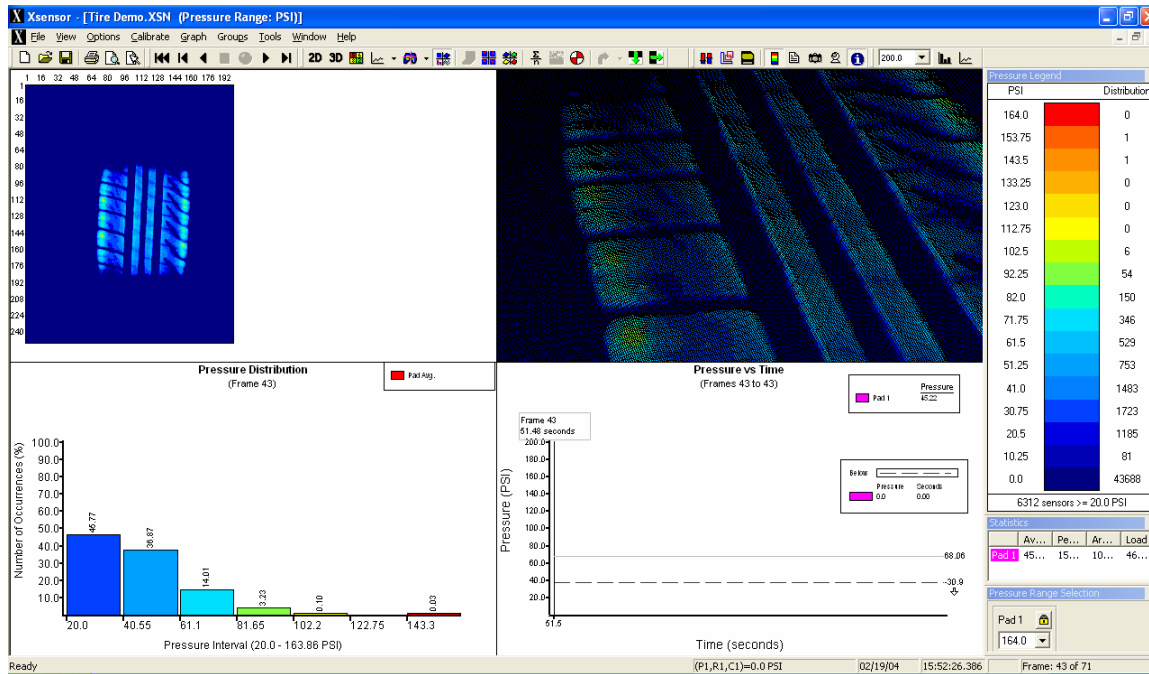 Xsensor - [Tire Demo.XSN (Pressure Range: PSI)]
File View Options Calibrate Graph Groups Tools Window Help
2D 3D 200.0
1 16 32 48 64 80 96 112 128 144 160 176 192
1
16
32
48
64
80
96
112
128
144
160
176
192
208
224
240
Pressure Distribution
(Frame 43)
Pad Avg.
Number of Occurrences (%)
100.0
90.0
80.0
70.0
60.0
50.0
40.0
30.0
20.0
10.0
46.77
36.87
14.01
3.23
0.10
0.03
20.0 40.55 61.1 81.65 102.2 122.75 143.3
Pressure Interval (20.0 - 163.86 PSI)
Pressure vs Time
(Frames 43 to 43)
Pressure
Pad 1 45.22
Frame 43
51.48 seconds
Pressure (PSI)
200.0
180.0
160.0
140.0
120.0
100.0
80.0
60.0
40.0
20.0
Below
Pressure Seconds
0.0 0.00
68.06
30.9
51.5
Time (seconds)
Pressure Legend
PSI Distribution
164.0 0
153.75 1
143.5 1
133.25 0
123.0 0
112.75 0
102.5 6
92.25 54
82.0 150
71.75 346
61.5 529
51.25 753
41.0 1483
30.75 1723
20.5 1185
10.25 81
0.0 43688
6312 sensors >= 20.0 PSI
Statistics
Av... Pe... Ar... Load
Pad 1 45... 15... 10... 46...
Pressure Range Selection
Pad 1
164.0
Ready (P1,R1,C1)=0.0 PSI 02/19/04 15:52:26.386 Frame: 43 of 71